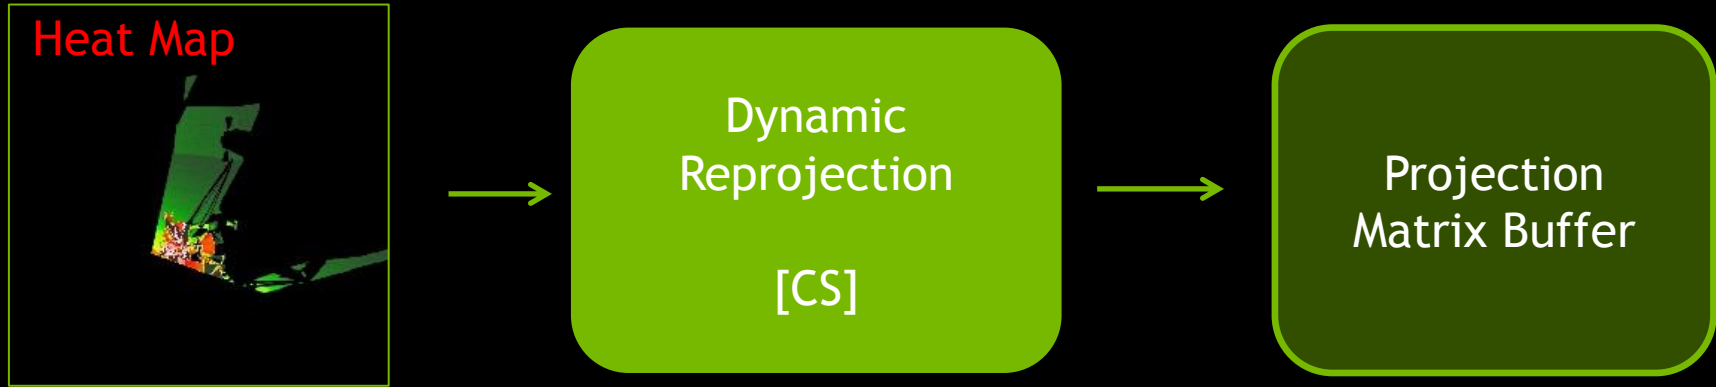 Heat Map
Dynamic
Reprojection
[CS]
Projection
Matrix Buffer